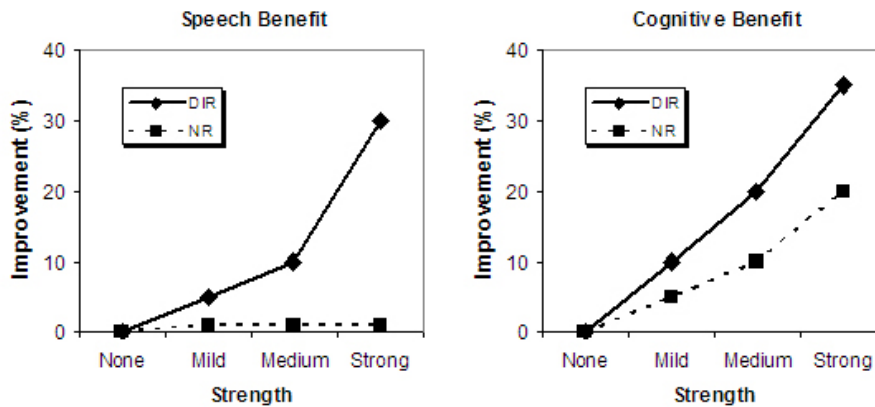 Speech Benefit
Improvement (%)
40
30
20
10
0
DIR
NR
None Mild Medium Strong
Strength
Cognitive Benefit
Improvement (%)
40
30
20
10
0
DIR
NR
None Mild Medium Strong
Strength